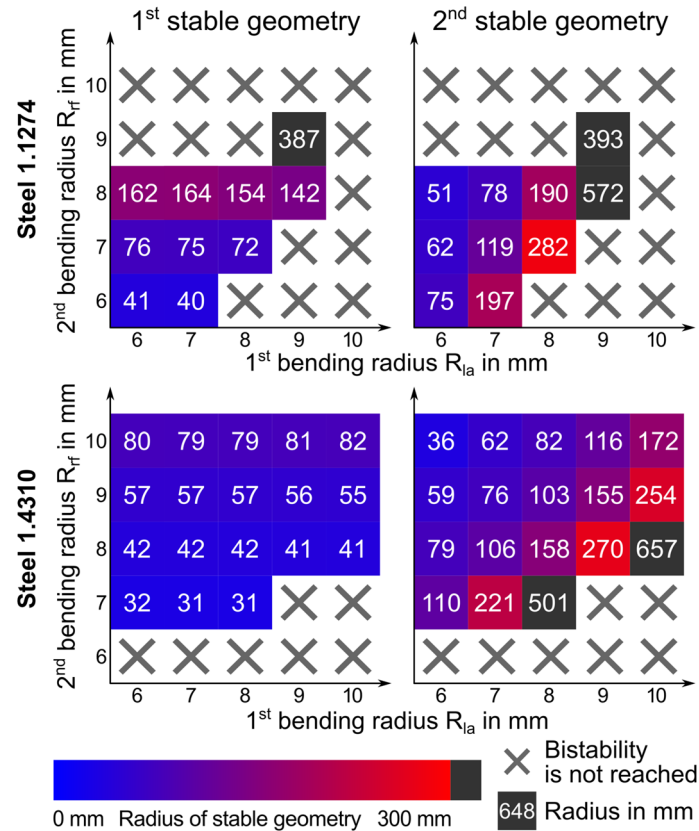 1st stable geometry
2nd stable geometry
Steel 1.1274
2nd bending radius Rrf in mm
10
9 387 393
8 162 164 154 142 51 78 190 572
7 76 75 72 62 119 282
6 41 40 75 197
6 7 8 9 10 6 7 8 9 10
1st bending radius Rla in mm
Steel 1.4310
2nd bending radius Rrf in mm
10 80 79 79 81 82 36 62 82 116 172
9 57 57 57 56 55 59 76 103 155 254
8 42 42 42 41 41 79 106 158 270 657
7 32 31 31 110 221 501
6
6 7 8 9 10 6 7 8 9 10
1st bending radius Rla in mm
0 mm Radius of stable geometry 300 mm
Bistability
is not reached
648 Radius in mm